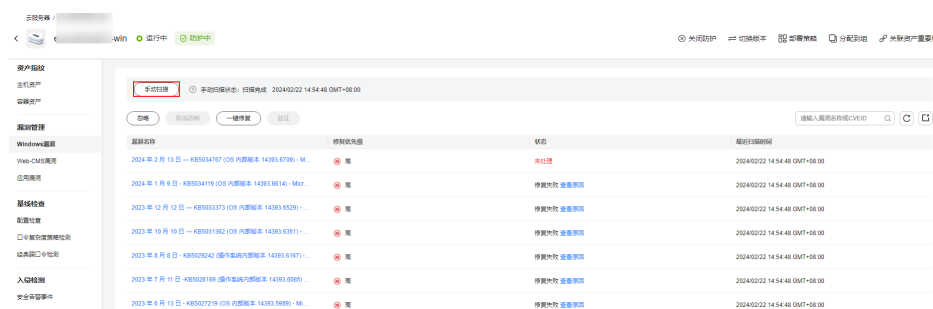 云服务器 /
-win 运行中 防护中 关闭防护 切换版本 部署策略 分配到组 关联资产重要
资产指纹
主机资产
容器资产
漏洞管理
Windows漏洞
Web-CMS漏洞
应用漏洞
基线检查
配置检查
口令复杂度策略检测
经典弱口令检测
入侵检测
安全告警事件
手动扫描 手动扫描状态：扫描完成 2024/02/22 14:54:48 GMT+08:00
忽略 取消忽略 一键修复 验证 请输入漏洞名称或CVEID
漏洞名称 修复优先级 状态 最近扫描时间
2024 年 2 月 13 日 — KB5034767 (OS 内部版本 14393.6709) - M... 高 未处理 2024/02/22 14:54:48 GMT+08:00
2024 年 1 月 9 日 - KB5034119 (OS 内部版本 14393.6614) - Micr... 高 修复失败 查看原因 2024/02/22 14:54:48 GMT+08:00
2023 年 12 月 12 日 — KB5033373 (OS 内部版本 14393.6529) - ... 高 修复失败 查看原因 2024/02/22 14:54:48 GMT+08:00
2023 年 10 月 10 日 — KB5031362 (OS 内部版本 14393.6351) - ... 高 修复失败 查看原因 2024/02/22 14:54:48 GMT+08:00
2023 年 8 月 8 日 - KB5029242 (操作系统内部版本 14393.6167) -... 高 修复失败 查看原因 2024/02/22 14:54:48 GMT+08:00
2023 年 7 月 11 日 -KB5028169 (操作系统内部版本 14393.6085) ... 高 修复失败 查看原因 2024/02/22 14:54:48 GMT+08:00
2023 年 6 月 13 日 - KB5027219 (OS 内部版本 14393.5989) - Mi... 高 修复失败 查看原因 2024/02/22 14:54:48 GMT+08:00